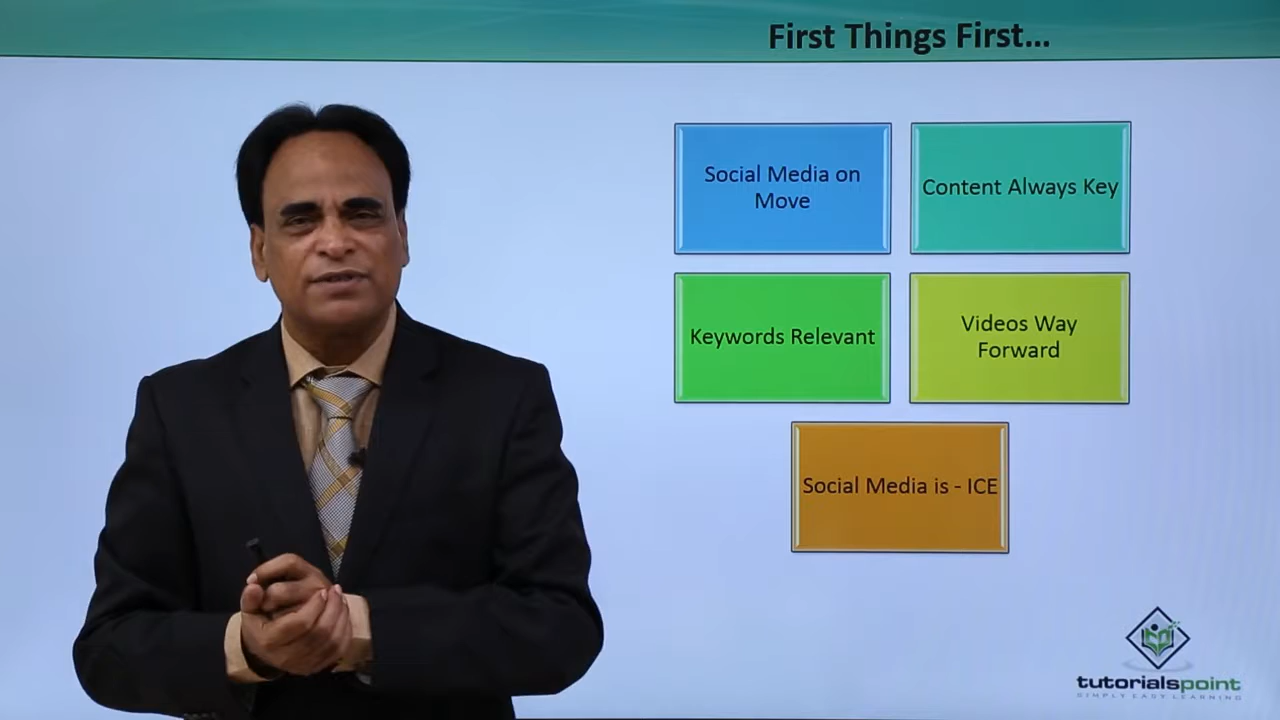 First Things First...
Social Media on
Move
Content Always Key
Keywords Relevant
Videos Way
Forward
Social Media is - ICE
tutorialspoint
SIMPLY EASY LEARNING